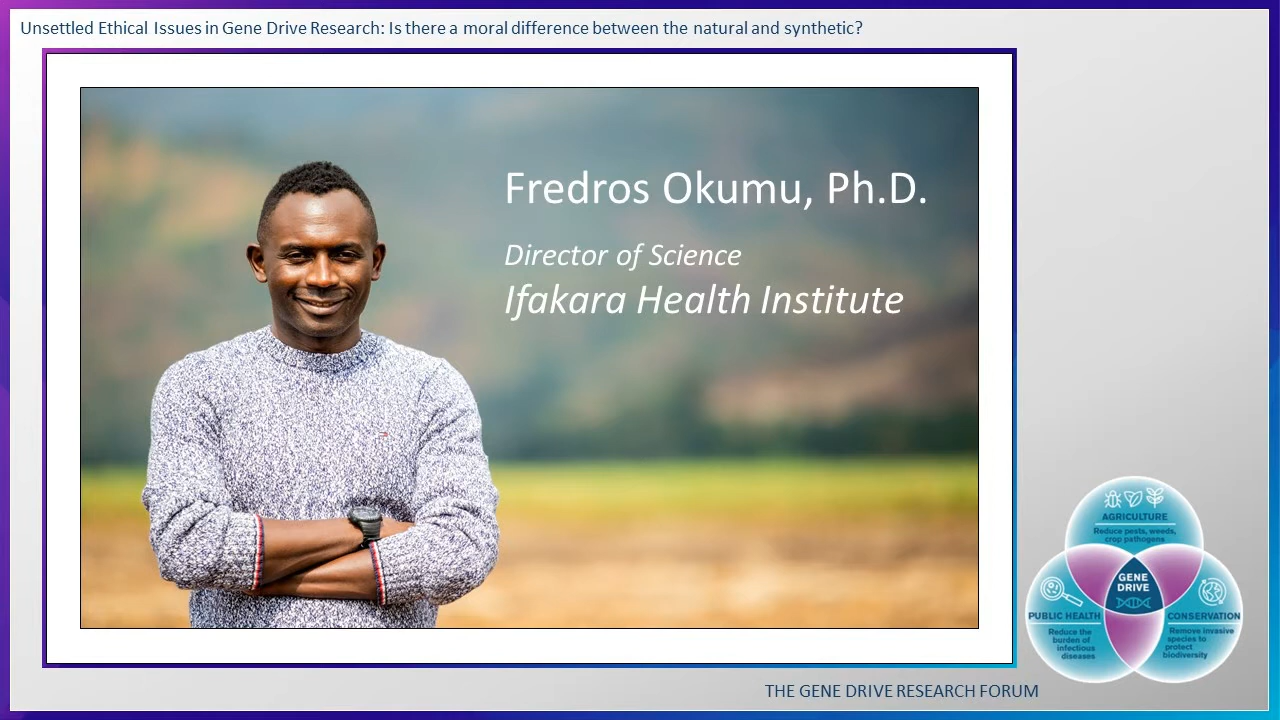 Unsettled Ethical Issues in Gene Drive Research: Is there a moral difference between the natural and synthetic?
Fredros Okumu, Ph.D.
Director of Science
Ifakara Health Institute
AGRICULTURE
Reduce pests, weeds,
crop pathogens
GENE
DRIVE
PUBLIC HEALTH
Reduce the
burden of
infectious
diseases
CONSERVATION
Remove invasive
species to
protect
biodiversity
THE GENE DRIVE RESEARCH FORUM